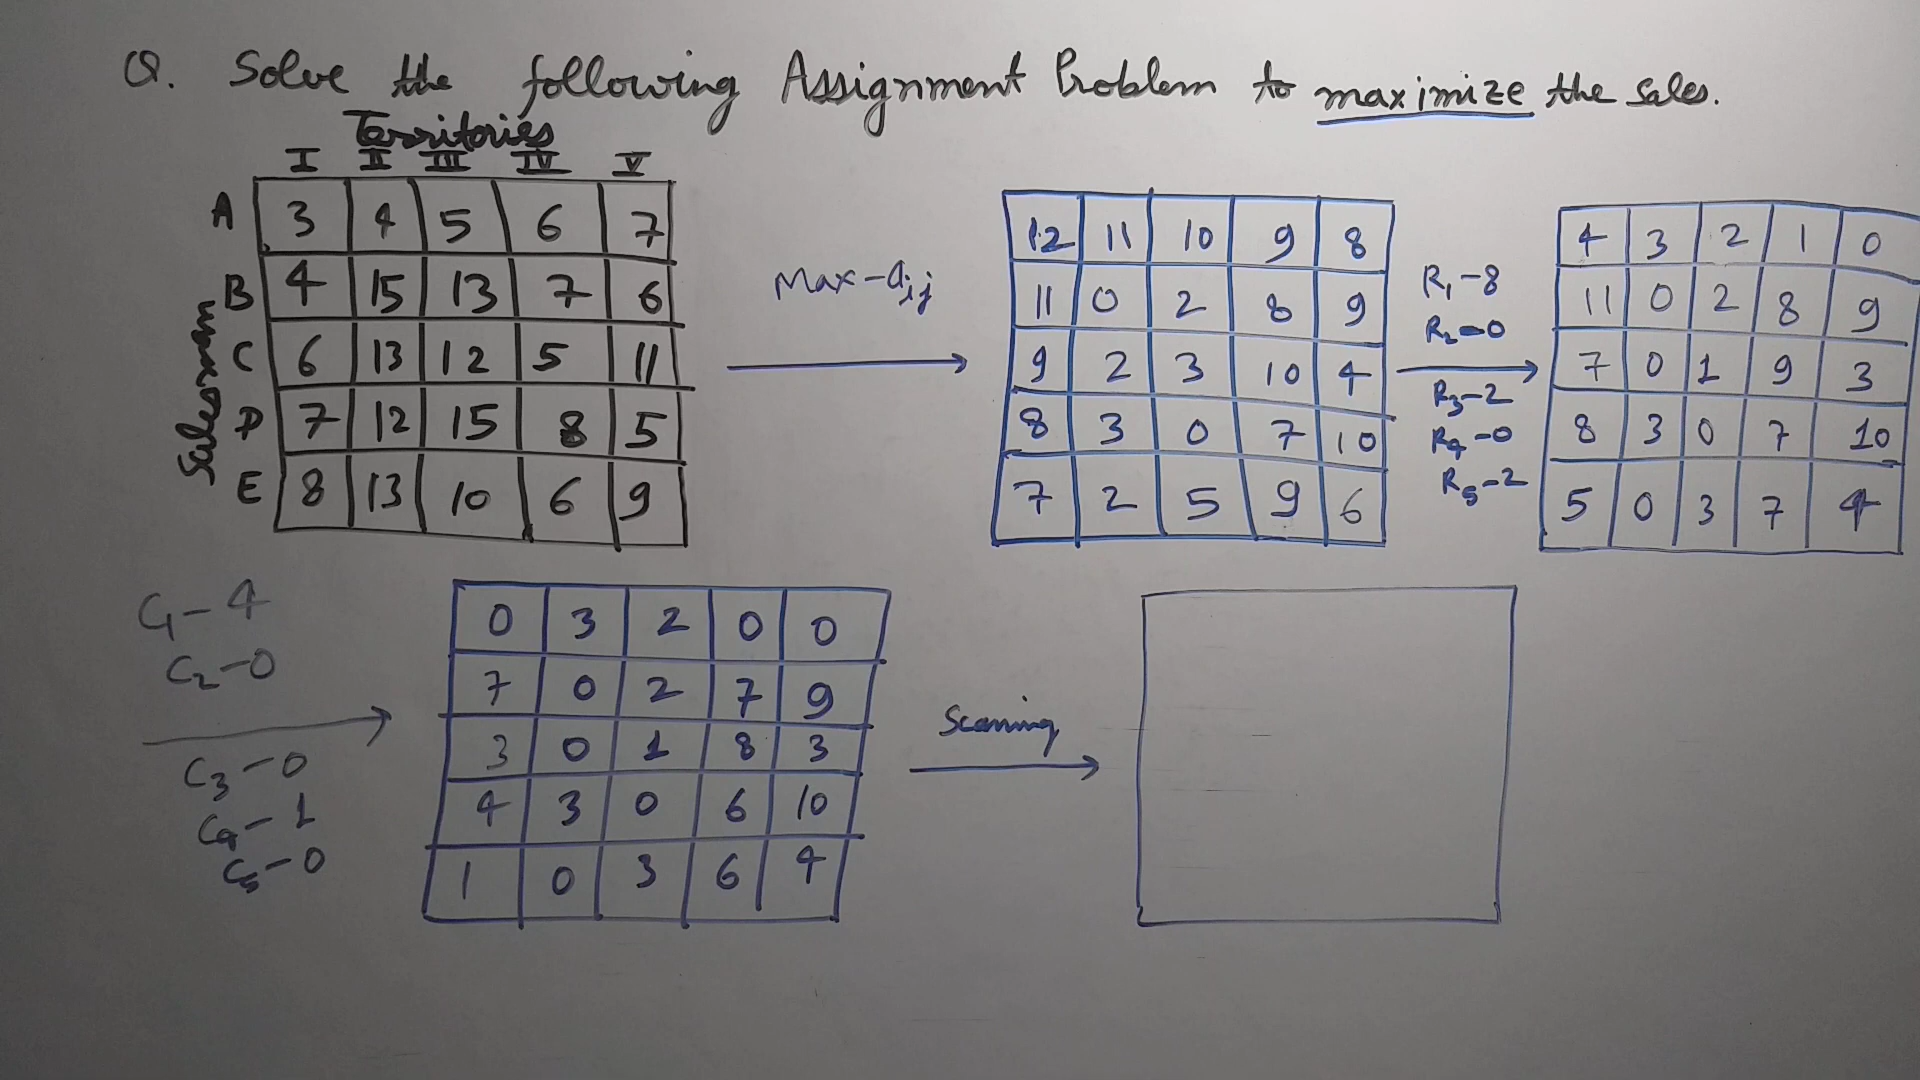 Q. Solve the following Assignment Problem to maximize the sales.
Territories
I II III IV V
Salesman
A 3 4 5 6 7
B 4 15 13 7 6
C 6 13 12 5 11
D 7 12 15 8 5
E 8 13 10 6 9
Max-aij
12 11 10 9 8
11 0 2 8 9
9 2 3 10 4
8 3 0 7 10
7 2 5 9 6
R1-8
R2-0
R3-2
R4-0
R5-2
4 3 2 1 0
11 0 2 8 9
7 0 1 9 3
8 3 0 7 10
5 0 3 7 4
C1-4
C2-0
C3-0
C4-1
C5-0
0 3 2 0 0
7 0 2 7 9
3 0 1 8 3
4 3 0 6 10
1 0 3 6 4
Scanning